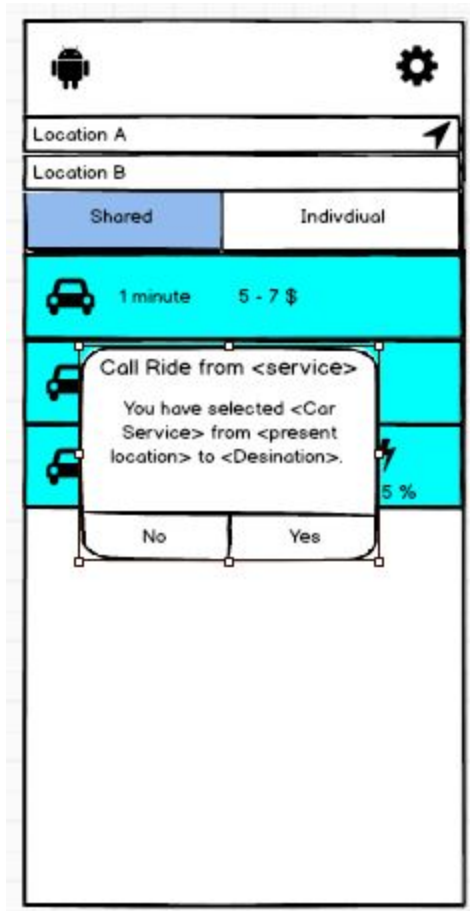 Location A
Location B
Shared
Indivdiual
1 minute 5 - 7 $
Call Ride from <service>
You have selected <Car
Service> from <present
location> to <Desination>.
5 %
No
Yes